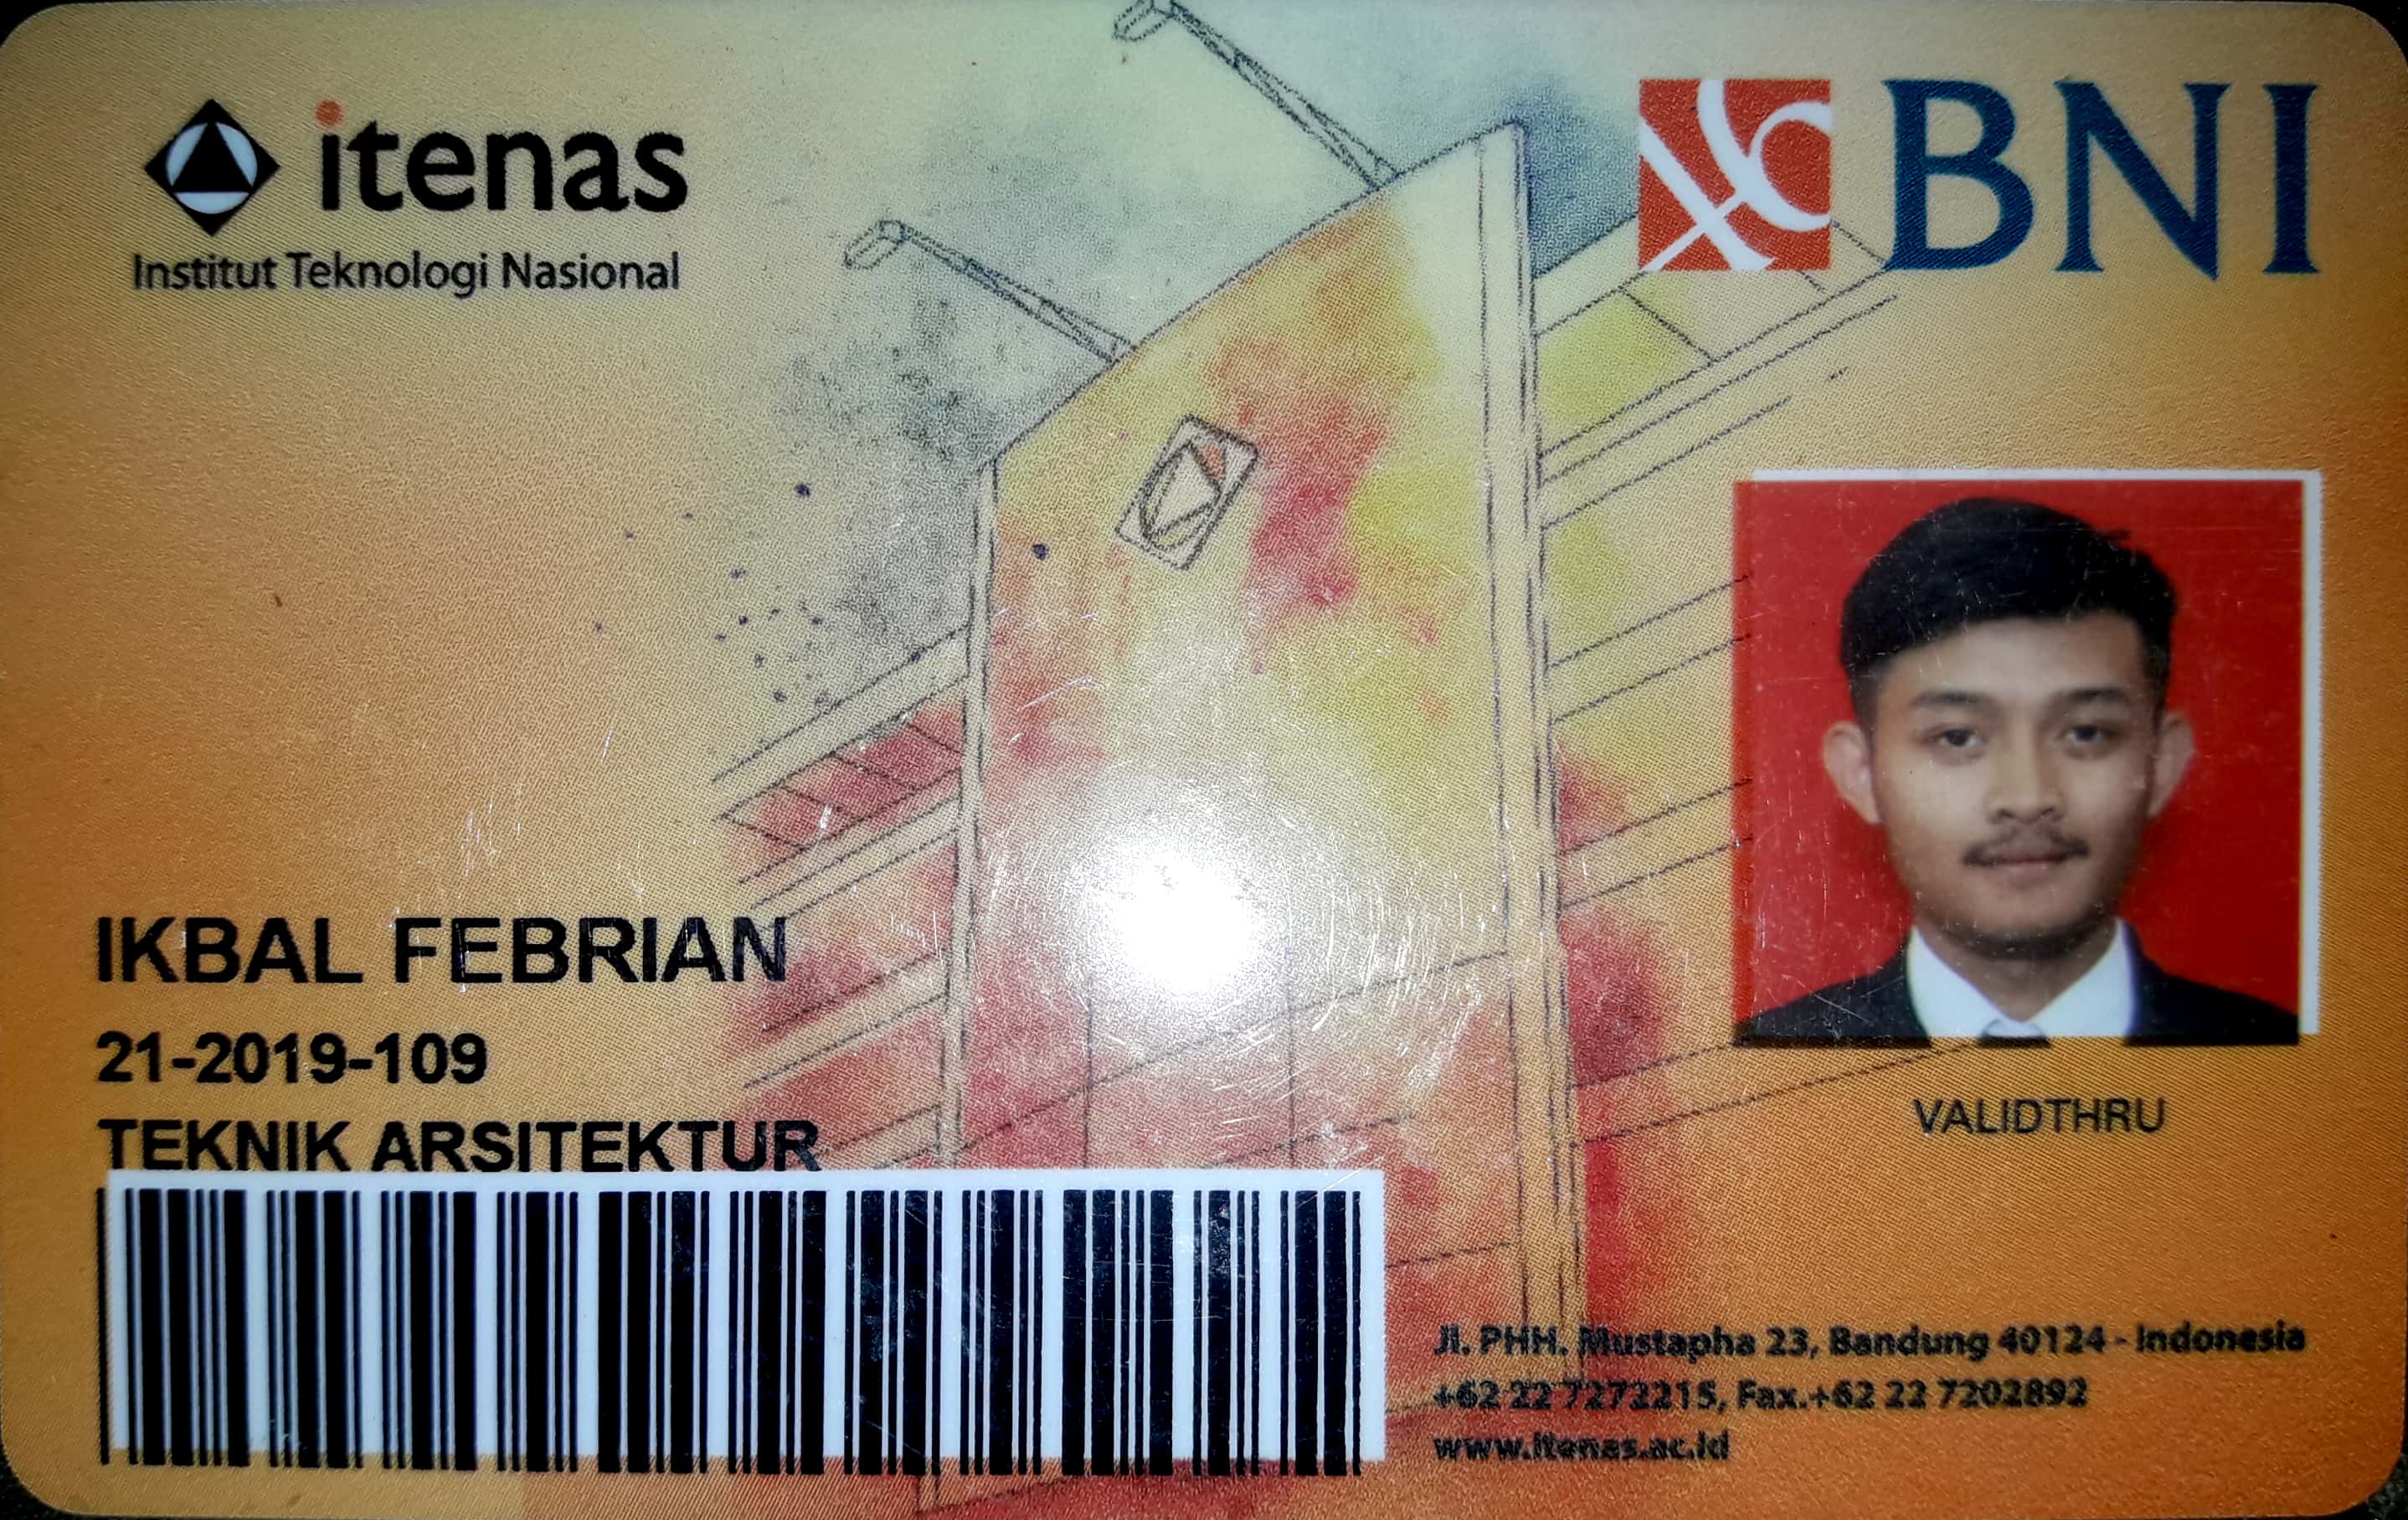 itenas
Institut Teknologi Nasional
BNI
IKBAL FEBRIAN
21-2019-109
TEKNIK ARSITEKTUR
VALIDTHRU
Jl. PHH. Mustapha 23, Bandung 40124 - Indonesia
+62 22 7272215, Fax.+62 22 7202892
www.itenas.ac.id